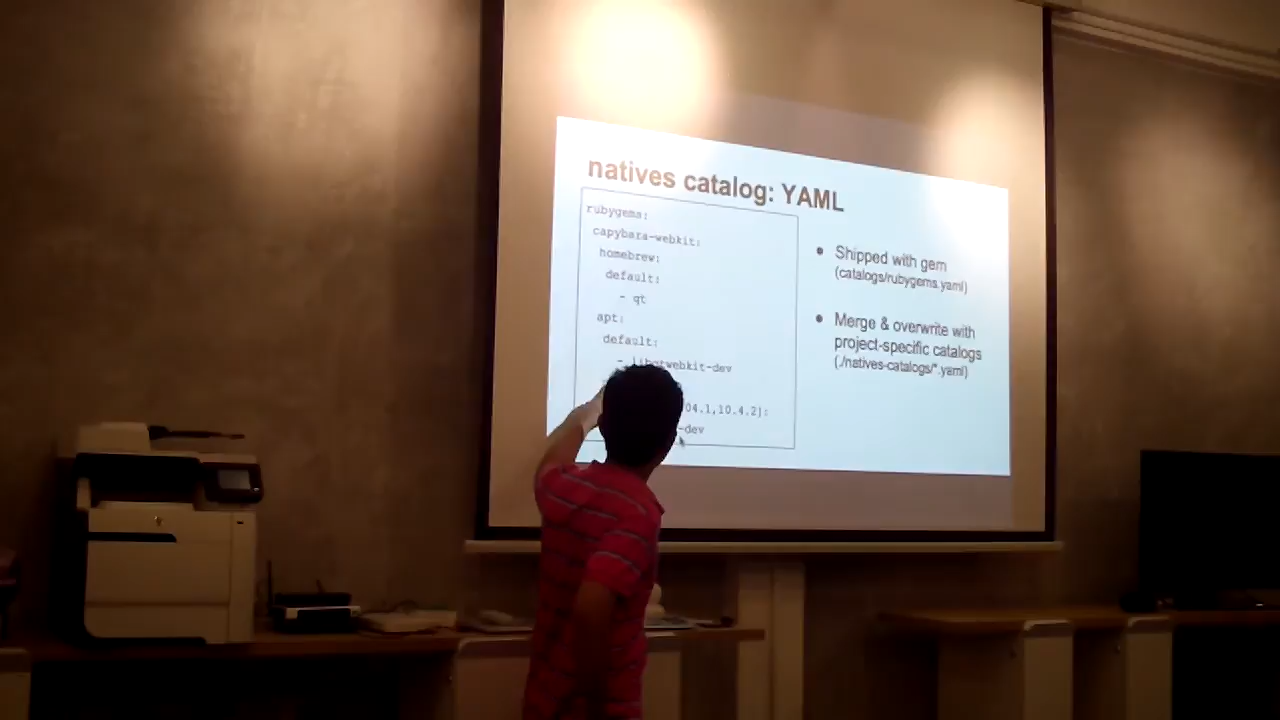 natives catalog: YAML
rubygems:
capybara-webkit:
homebrew:
default:
- qt
apt:
default:
- libqtwebkit-dev
04.1,10.4.2]:
-dev
• Shipped with gem
(catalogs/rubygems.yaml)
• Merge & overwrite with
project-specific catalogs
(./natives-catalogs/*.yaml)